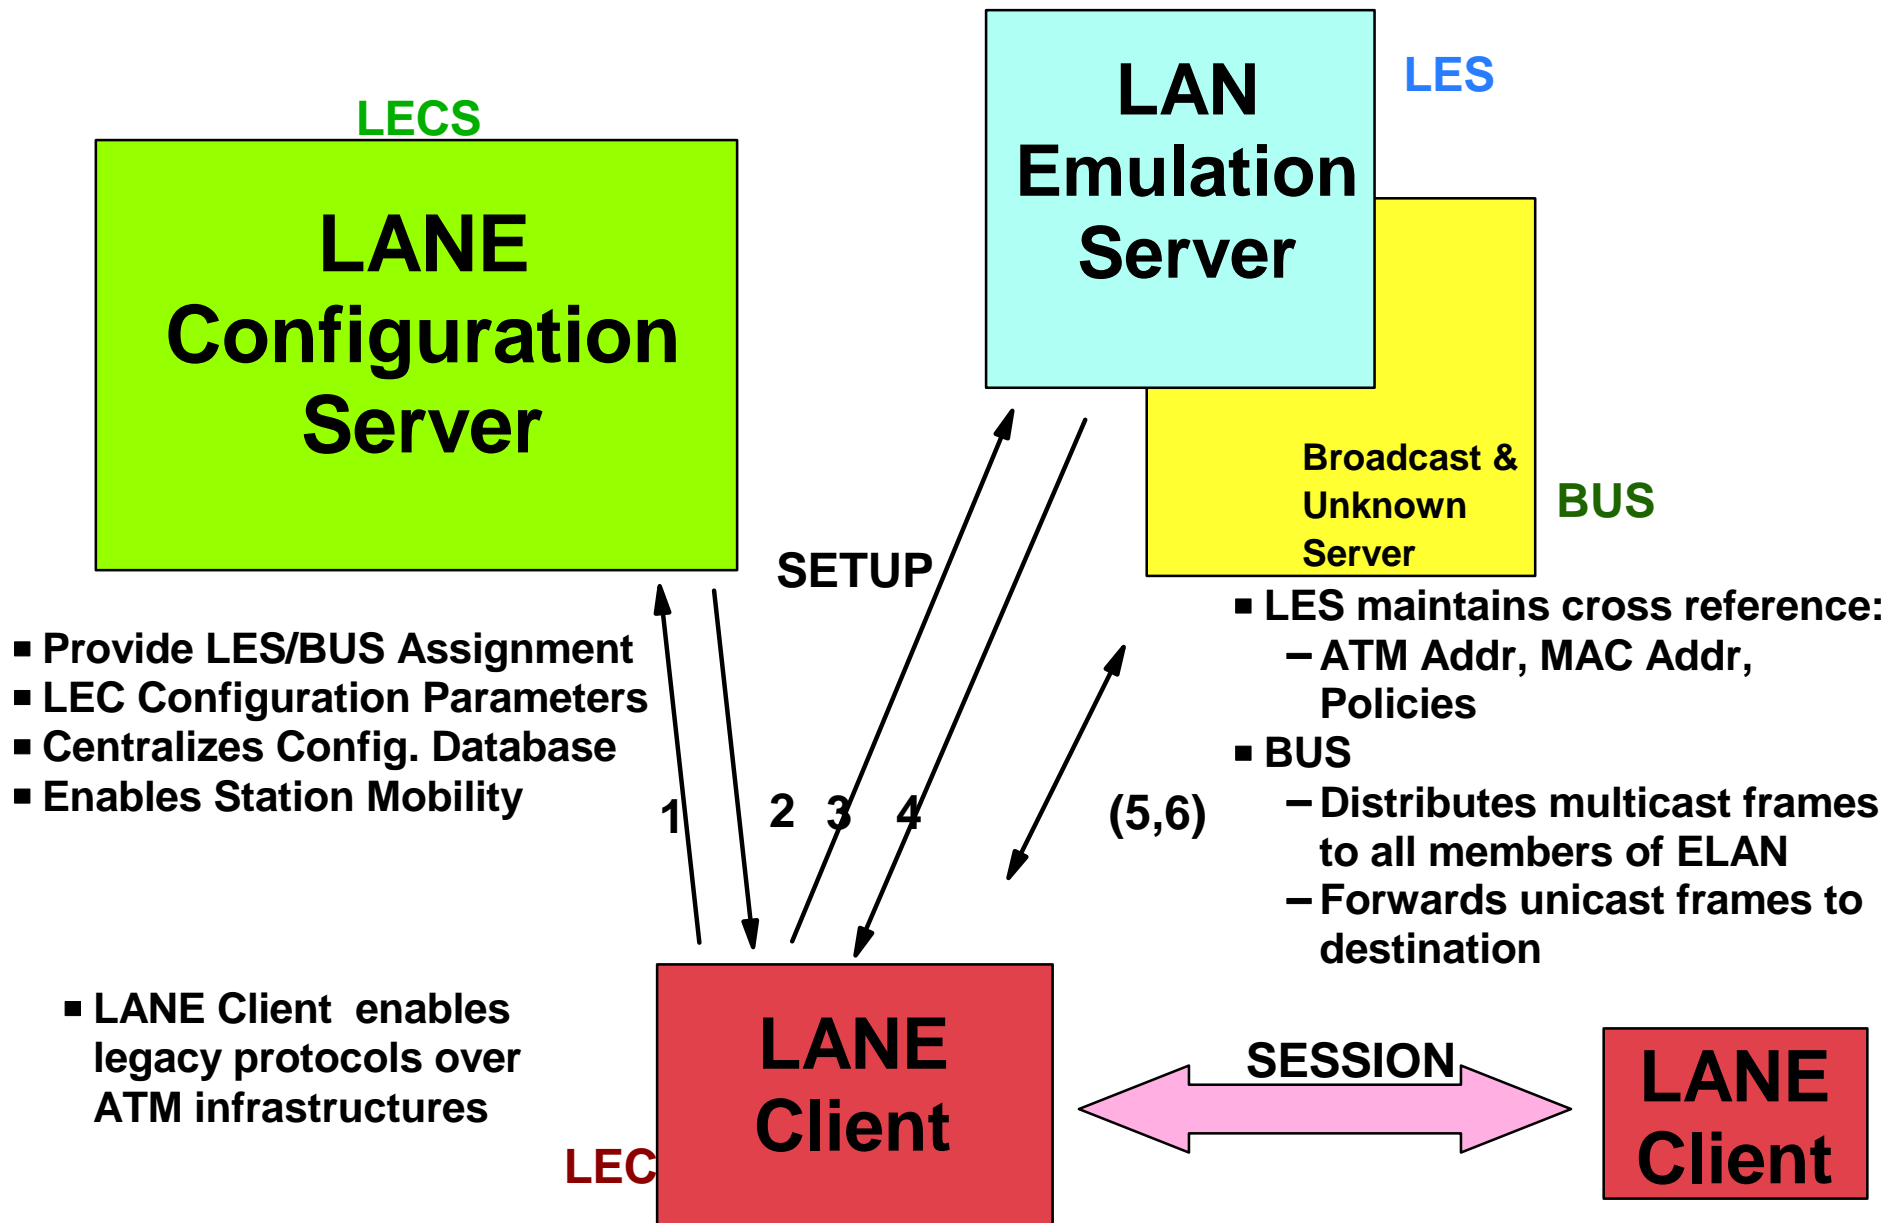 LECS
LANE
Configuration
Server
LAN
Emulation
Server
LES
Broadcast &
Unknown
Server
BUS
SETUP
■ Provide LES/BUS Assignment
■ LEC Configuration Parameters
■ Centralizes Config. Database
■ Enables Station Mobility
1
2
3
4
(5,6)
■ LES maintains cross reference:
– ATM Addr, MAC Addr,
Policies
■ BUS
– Distributes multicast frames
to all members of ELAN
– Forwards unicast frames to
destination
■ LANE Client enables
legacy protocols over
ATM infrastructures
LEC
LANE
Client
SESSION
LANE
Client